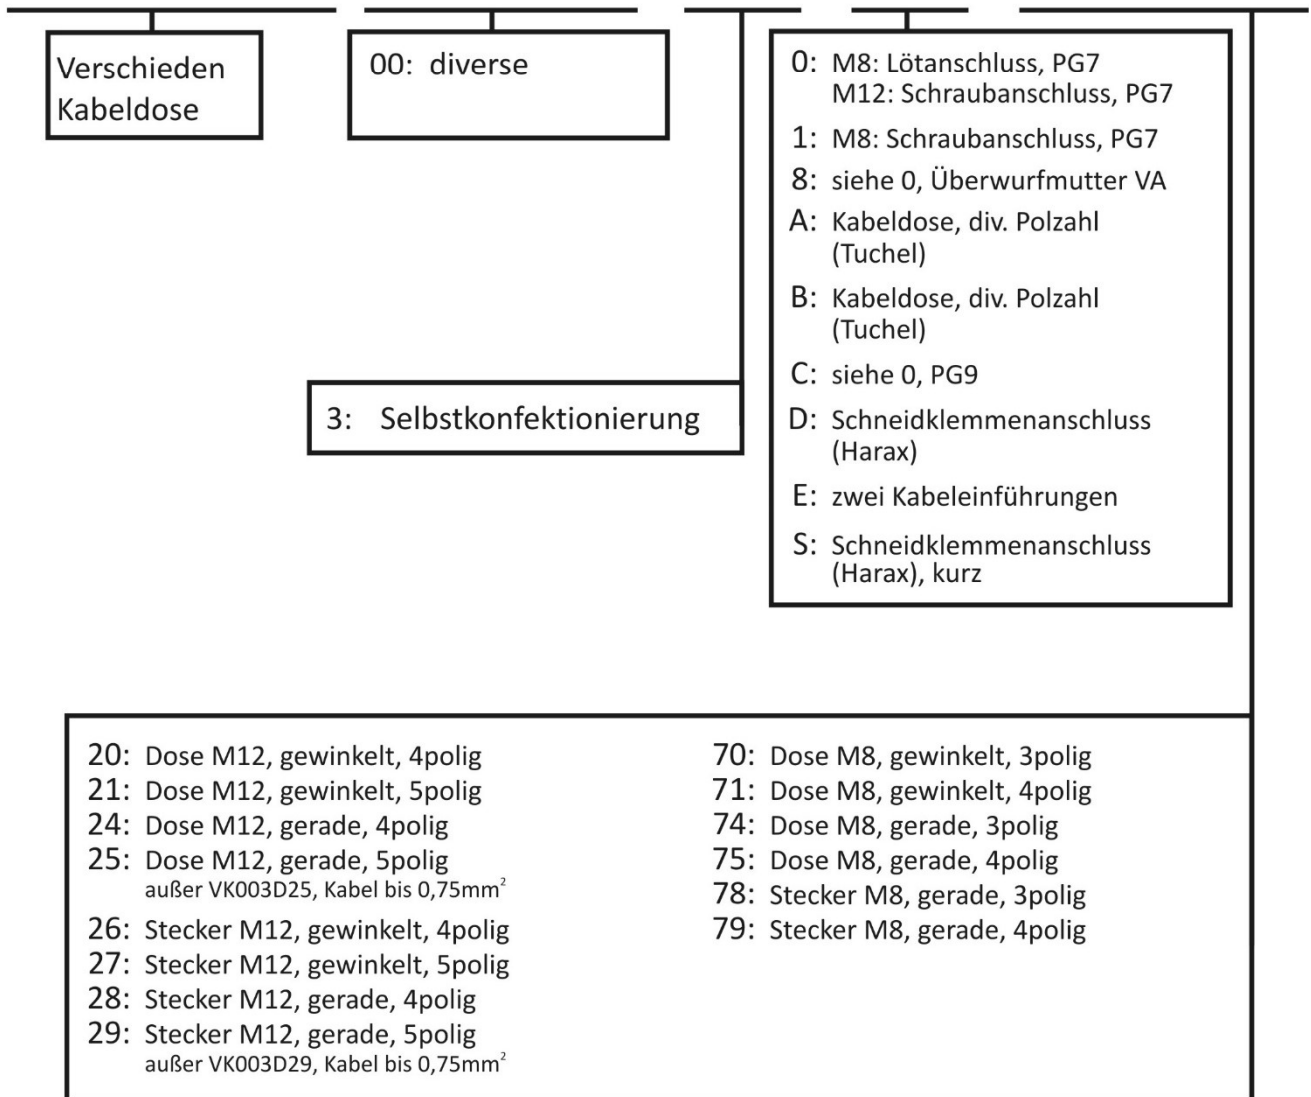 Verschieden
Kabeldose
00: diverse
0: M8: Lötanschluss, PG7
M12: Schraubanschluss, PG7
1: M8: Schraubanschluss, PG7
8: siehe 0, Überwurfmutter VA
A: Kabeldose, div. Polzahl
(Tuchel)
B: Kabeldose, div. Polzahl
(Tuchel)
C: siehe 0, PG9
D: Schneidklemmenanschluss
(Harax)
E: zwei Kabeleinführungen
S: Schneidklemmenanschluss
(Harax), kurz
3: Selbstkonfektionierung
20: Dose M12, gewinkelt, 4polig
21: Dose M12, gewinkelt, 5polig
24: Dose M12, gerade, 4polig
25: Dose M12, gerade, 5polig
außer VK003D25, Kabel bis 0,75mm²
26: Stecker M12, gewinkelt, 4polig
27: Stecker M12, gewinkelt, 5polig
28: Stecker M12, gerade, 4polig
29: Stecker M12, gerade, 5polig
außer VK003D29, Kabel bis 0,75mm²
70: Dose M8, gewinkelt, 3polig
71: Dose M8, gewinkelt, 4polig
74: Dose M8, gerade, 3polig
75: Dose M8, gerade, 4polig
78: Stecker M8, gerade, 3polig
79: Stecker M8, gerade, 4polig